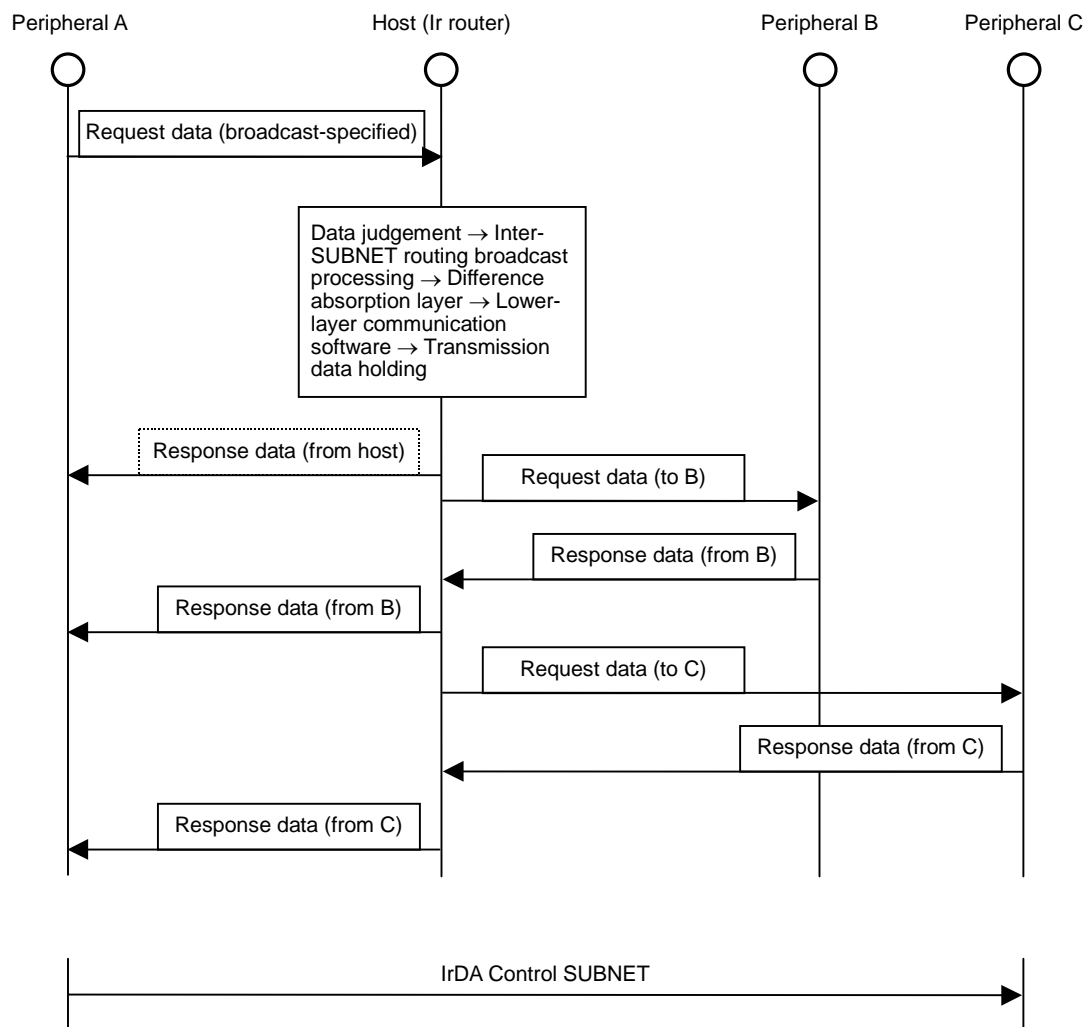 Peripheral A
Host (Ir router)
Peripheral B
Peripheral C
Request data (broadcast-specified)
Data judgement → Inter-
SUBNET routing broadcast
processing → Difference
absorption layer → Lower-
layer communication
software → Transmission
data holding
Response data (from host)
Request data (to B)
Response data (from B)
Response data (from B)
Request data (to C)
Response data (from C)
Response data (from C)
IrDA Control SUBNET